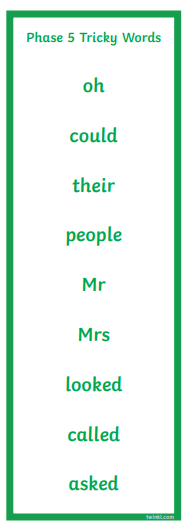 Phase 5 Tricky Words
oh
could
their
people
Mr
Mrs
looked
called
asked
twinkl.com